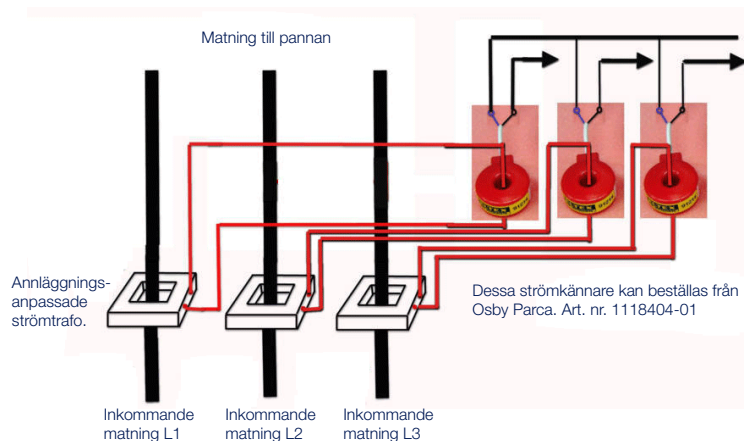 Matning till pannan
Annläggnings-
anpassade
strömtrafo.
Dessa strömkännare kan beställas från
Osby Parca. Art. nr. 1118404-01
Inkommande
matning L1
Inkommande
matning L2
Inkommande
matning L3